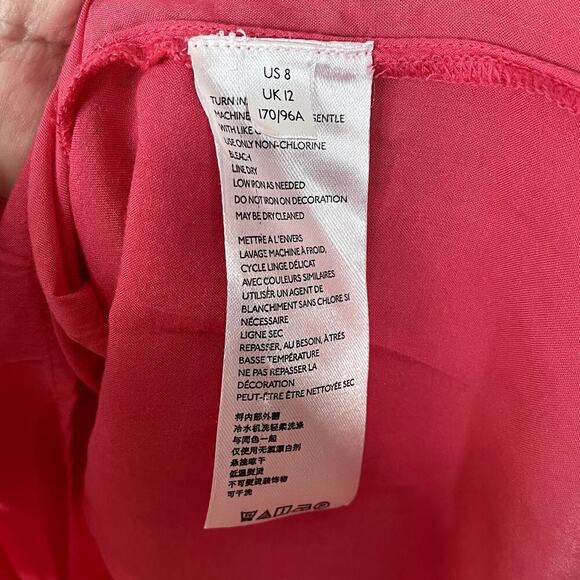 US 8
UK 12
170/96A
TURN IN
MACHINE GENTLE
WITH LIKE
USE ONLY NON-CHLORINE
BLEACH
LINE DRY
LOW IRON AS NEEDED
DO NOT IRON ON DECORATION
MAY BE DRY CLEANED
METTRE A L'ENVERS
LAVAGE MACHINE À FROID,
CYCLE LINGE DÉLICAT
AVEC COULEURS SIMILAIRES
UTILISER UN AGENT DE
BLANCHIMENT SANS CHLORE SI
NÉCESSAIRE
LIGNE SEC
REPASSER, AU BESOIN, À TRÉS
BASSE TEMPÉRATURE
NE PAS REPASSER LA
DÉCORATION
PEUT-ÊTRE ÊTRE NETTOYÉE SEC
将内部外翻
冷水机洗轻柔洗涤
与同色一起
仅使用无氯漂白剂
悬挂晾干
低温熨烫
不可熨烫装饰物
可干洗